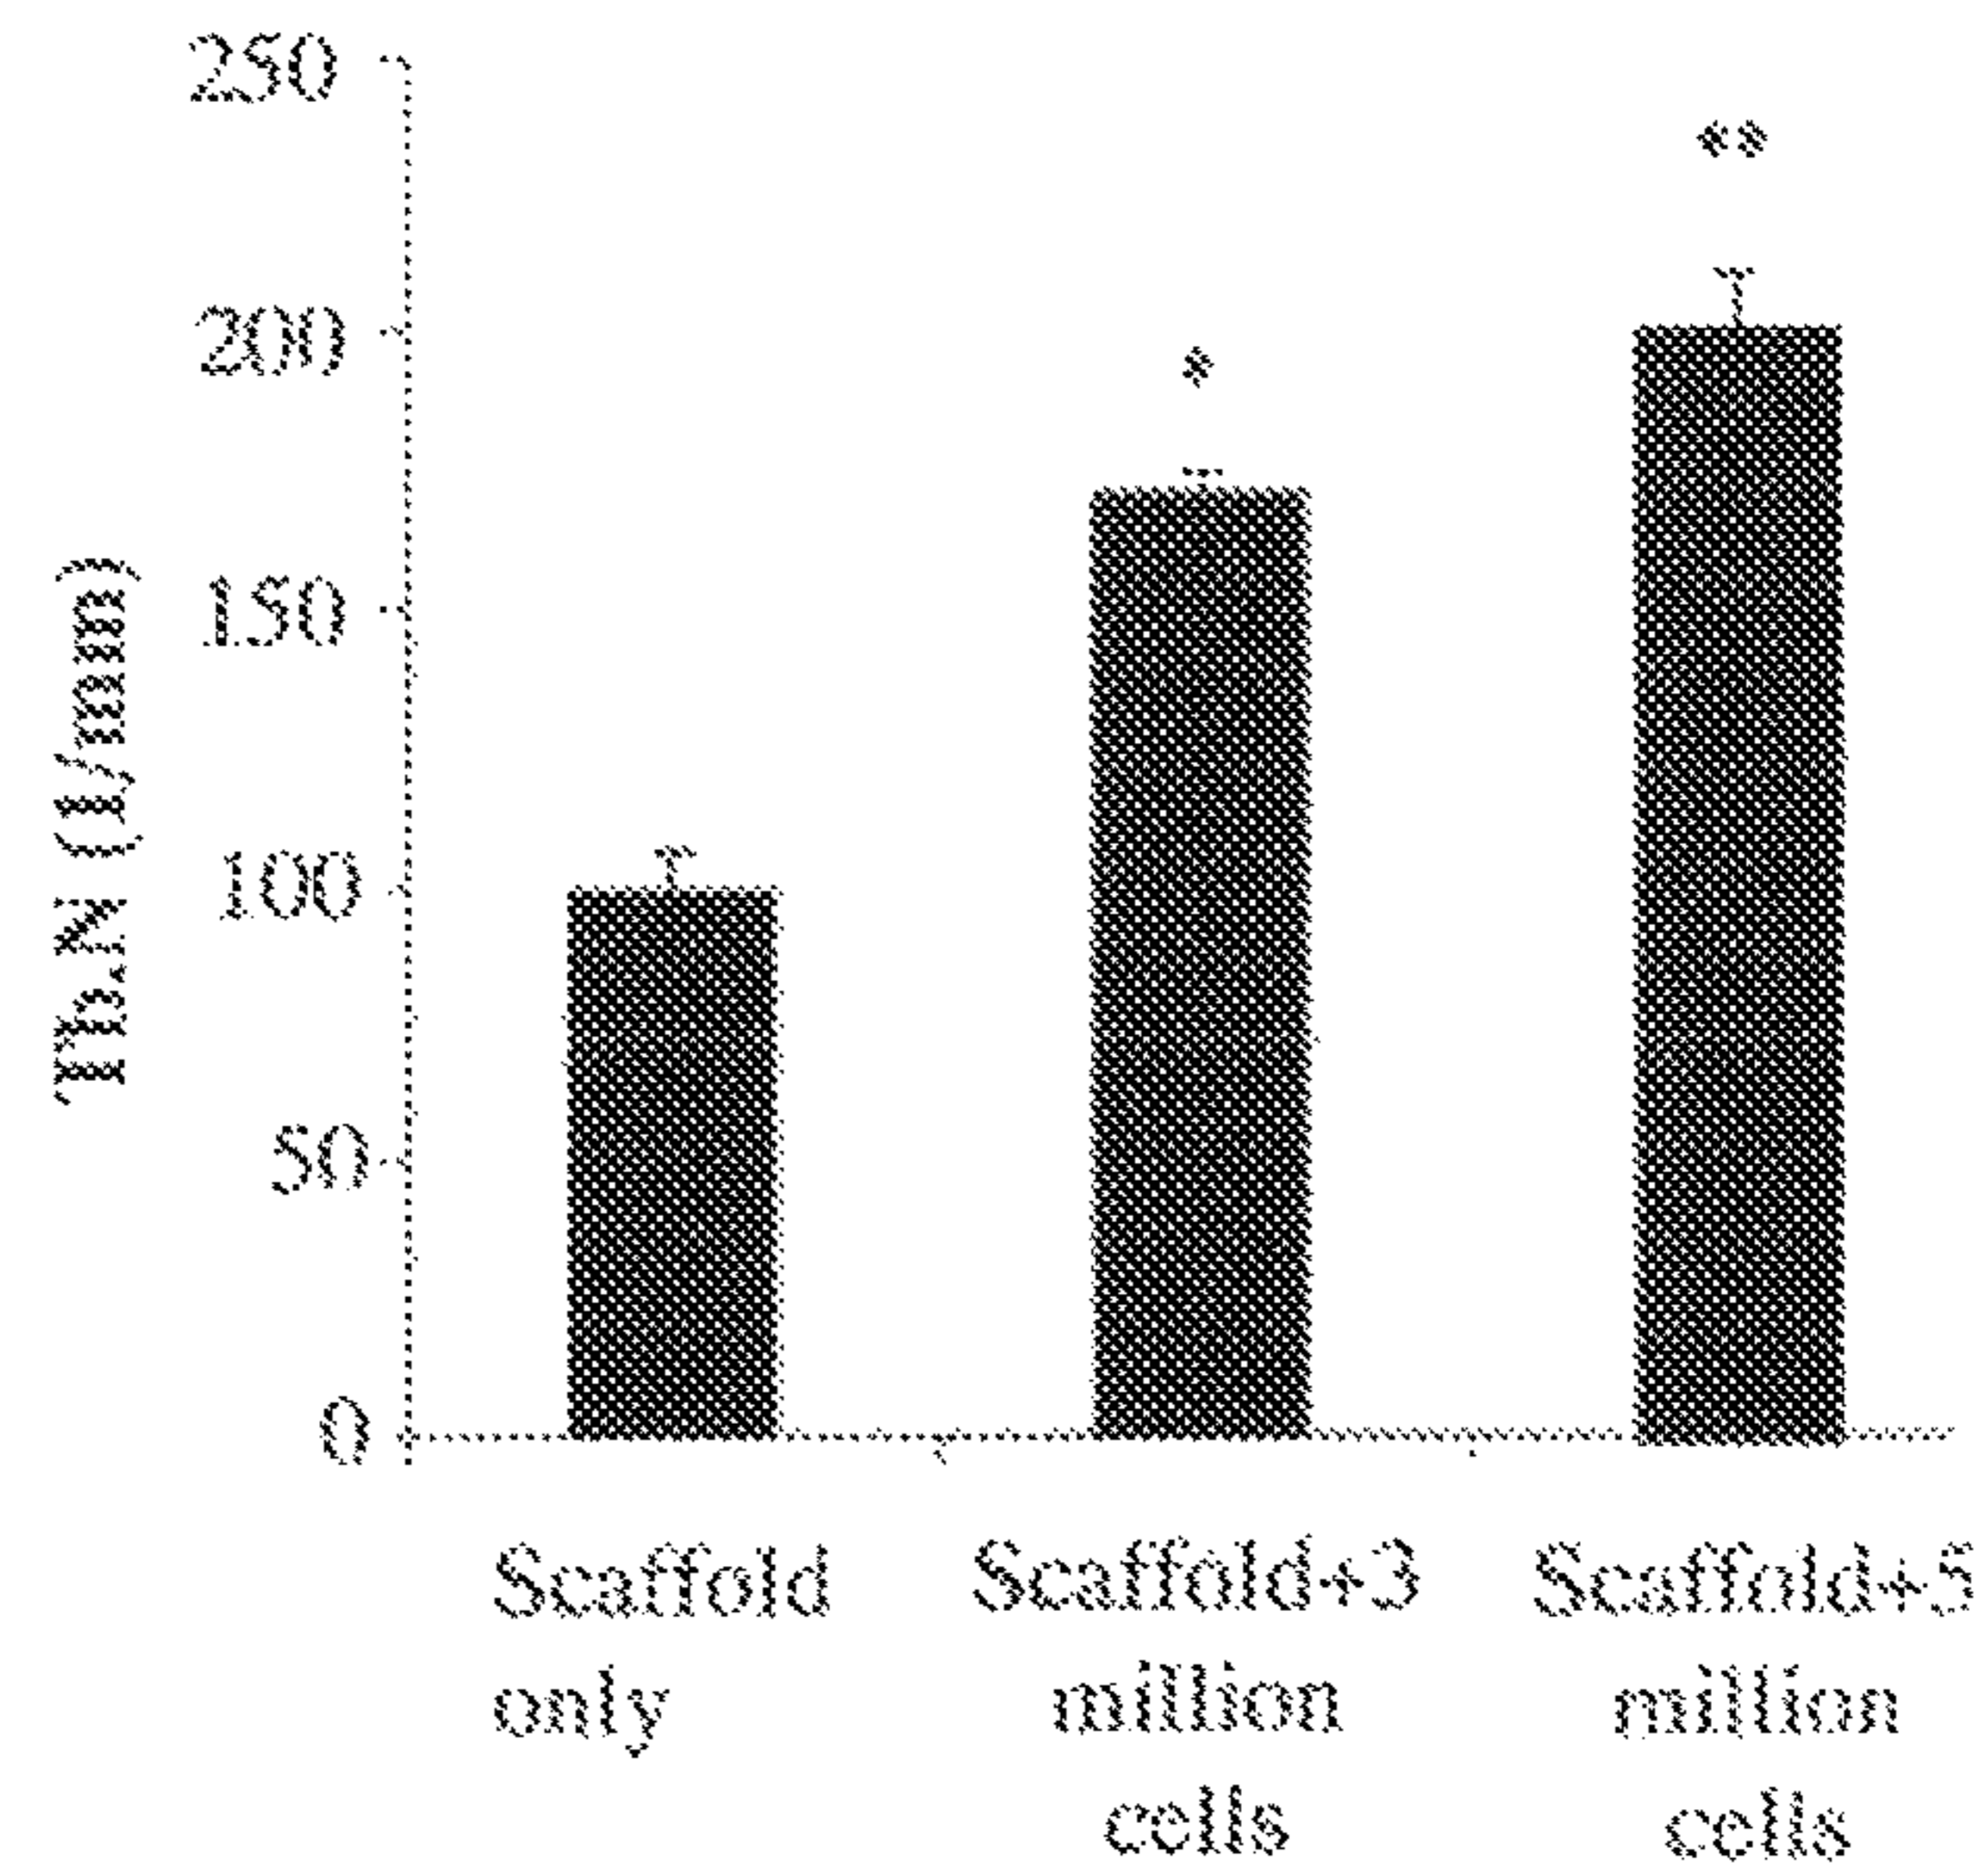 250
200
150
100
50
0
Tb.N (1/mm)
*
**
Scaffold only
Scaffold+3 million cells
Scaffold+5 million cells